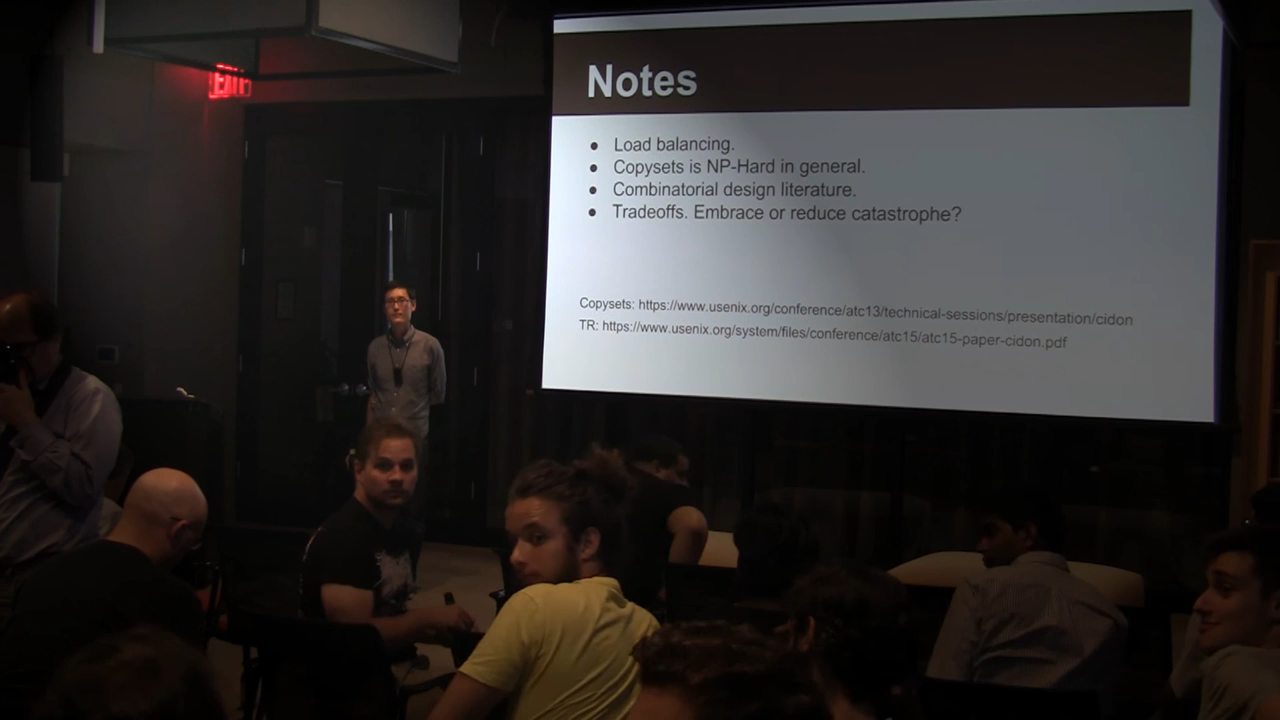 EXIT
Notes
● Load balancing.
● Copysets is NP-Hard in general.
● Combinatorial design literature.
● Tradeoffs. Embrace or reduce catastrophe?
Copysets: https://www.usenix.org/conference/atc13/technical-sessions/presentation/cidon
TR: https://www.usenix.org/system/files/conference/atc15/atc15-paper-cidon.pdf